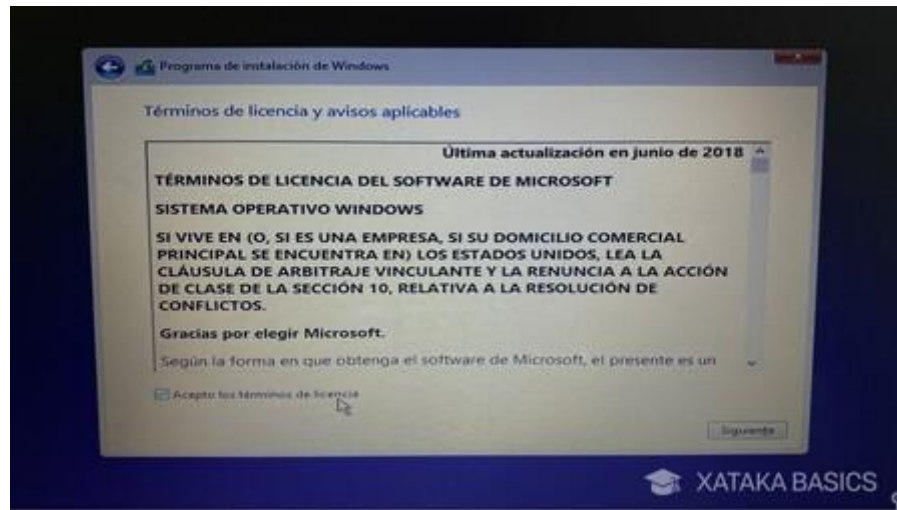 Programa de instalación de Windows
Términos de licencia y avisos aplicables
Última actualización en junio de 2018
TÉRMINOS DE LICENCIA DEL SOFTWARE DE MICROSOFT
SISTEMA OPERATIVO WINDOWS
SI VIVE EN (O, SI ES UNA EMPRESA, SI SU DOMICILIO COMERCIAL
PRINCIPAL SE ENCUENTRA EN) LOS ESTADOS UNIDOS, LEA LA
CLÁUSULA DE ARBITRAJE VINCULANTE Y LA RENUNCIA A LA ACCIÓN
DE CLASE DE LA SECCIÓN 10, RELATIVA A LA RESOLUCIÓN DE
CONFLICTOS.
Gracias por elegir Microsoft.
Según la forma en que obtenga el software de Microsoft, el presente es un
Acepto los términos de licencia
Siguiente
XATAKA BASICS